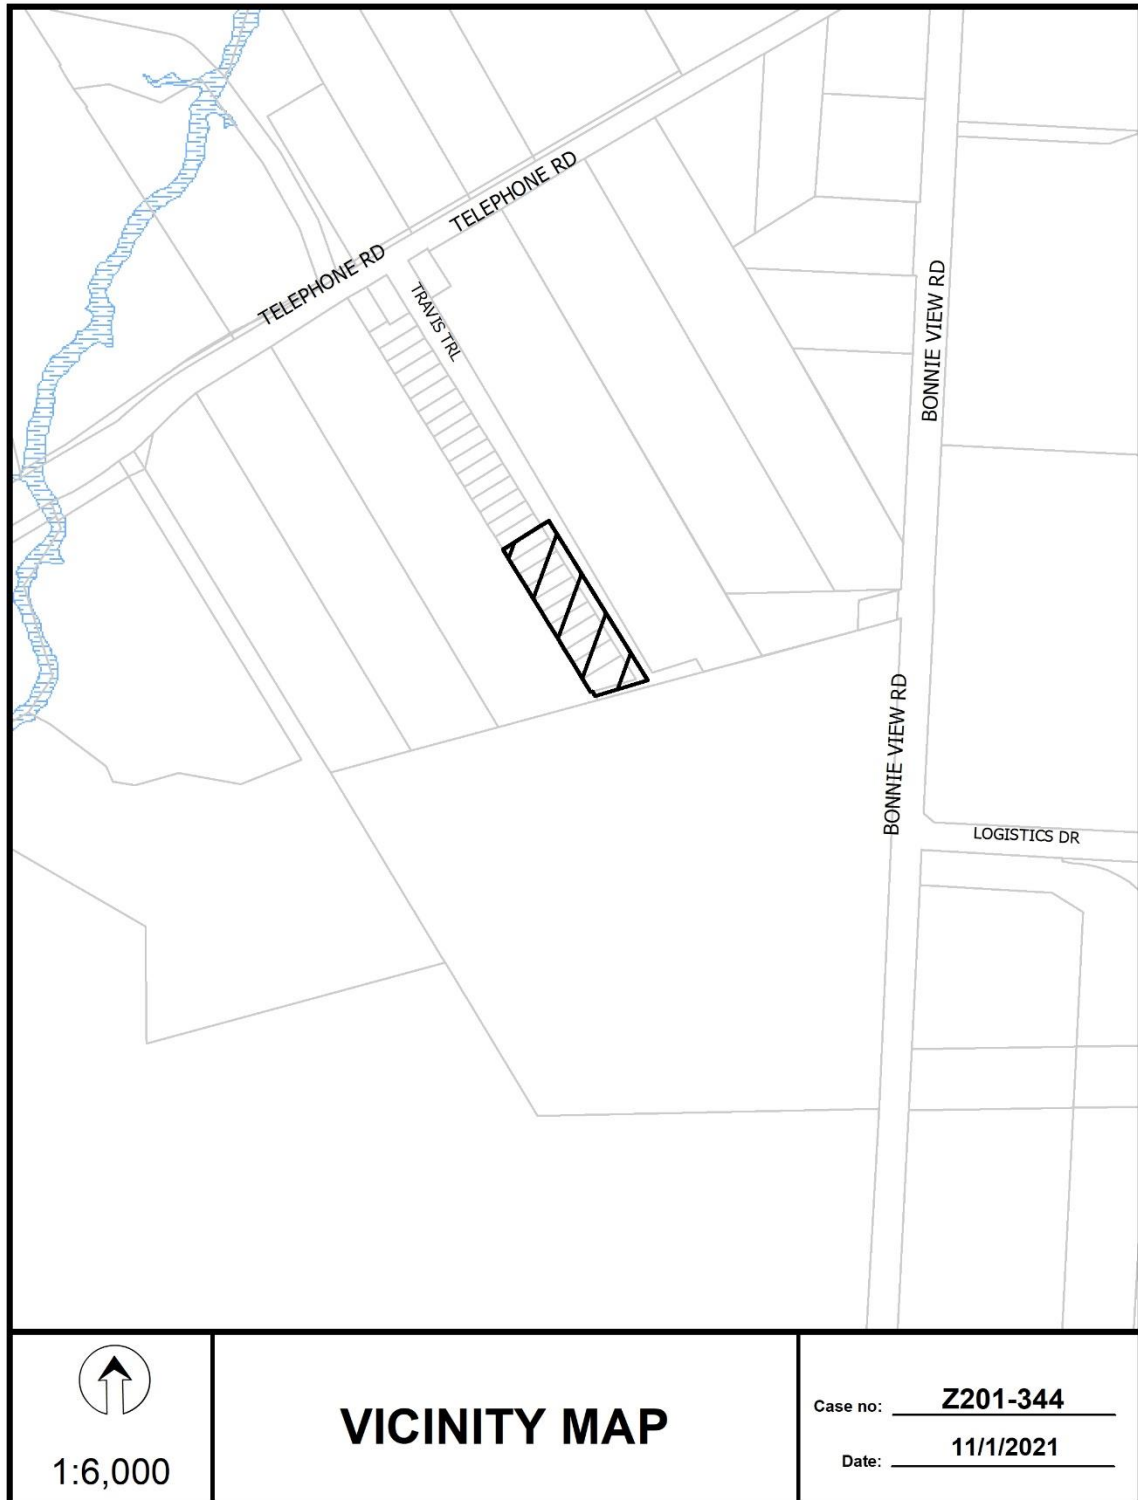 TELEPHONE RD
TELEPHONE RD
TRAVIS TRL
BONNIE VIEW RD
BONNIE VIEW RD
LOGISTICS DR
1:6,000
VICINITY MAP
Case no: Z201-344
Date: 11/1/2021